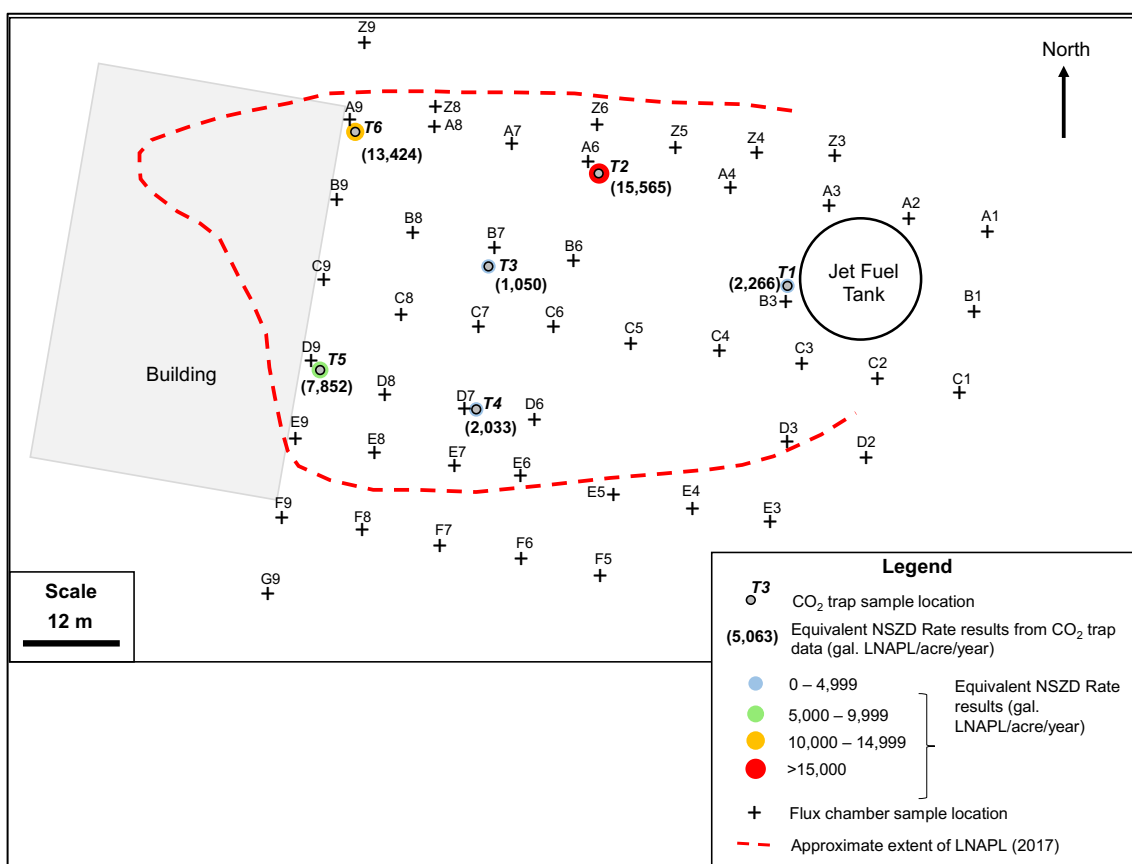 Z9
North
A9
T6
(13,424)
Z8
A8
A7
Z6
A6
T2
(15,565)
Z5
Z4
Z3
A4
A3
A2
A1
B9
B8
B7
T3
(1,050)
B6
T1
(2,266)
B3
Jet Fuel
Tank
B1
C9
C8
C7
C6
C5
C4
C3
C2
C1
Building
D9
T5
(7,852)
D8
D7
T4
(2,033)
D6
D3
D2
E9
E8
E7
E6
E5
E4
E3
F9
F8
F7
F6
F5
G9
Scale
12 m
Legend
T3
CO₂ trap sample location
(5,063)
Equivalent NSZD Rate results from CO₂ trap
data (gal. LNAPL/acre/year)
0 – 4,999
5,000 – 9,999
10,000 – 14,999
>15,000
Equivalent NSZD Rate
results (gal.
LNAPL/acre/year)
Flux chamber sample location
Approximate extent of LNAPL (2017)